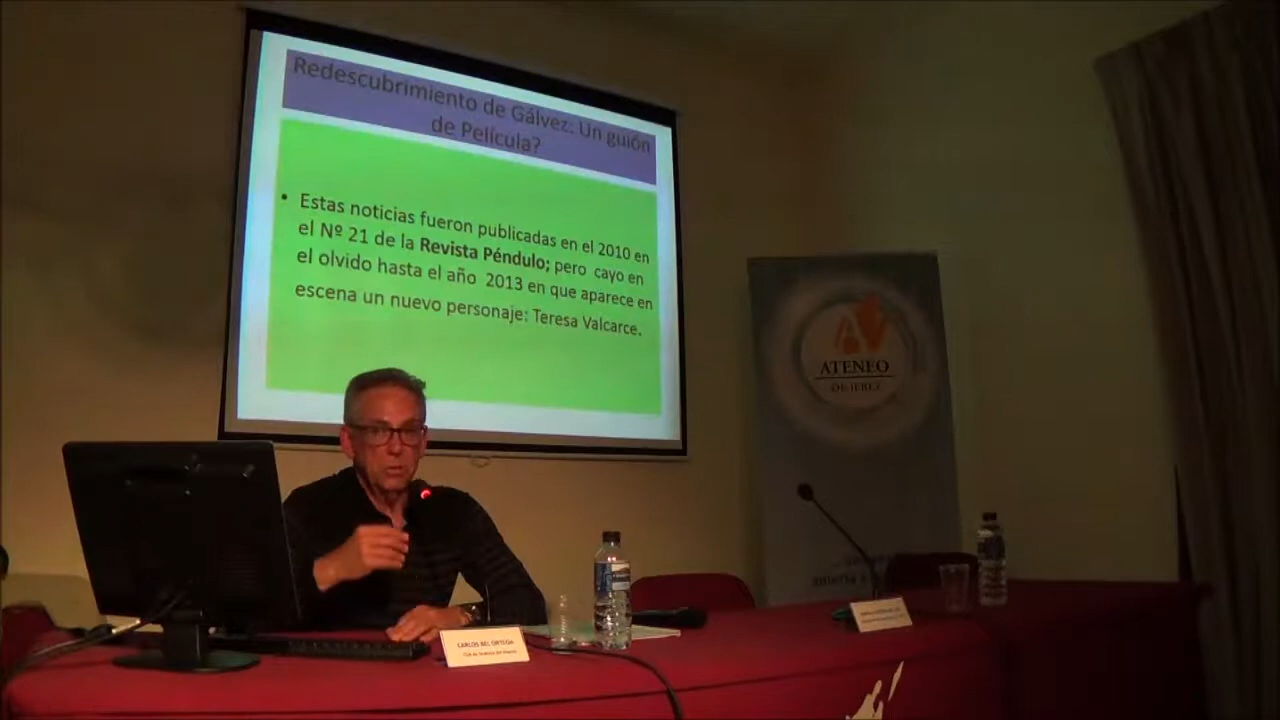 Redescubrimiento de Gálvez: Un guión
de Película?
• Estas noticias fueron publicadas en el 2010 en
el Nº 21 de la Revista Péndulo; pero cayo en
el olvido hasta el año 2013 en que aparece en
escena un nuevo personaje: Teresa Valcarce.
ATENEO
DE JEREZ
CARLOS BEL ORTEGA